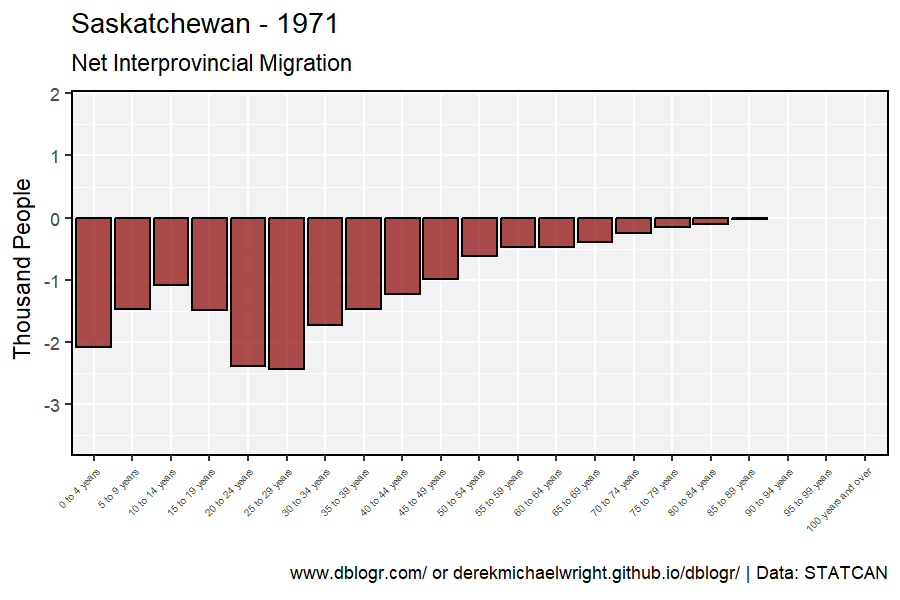 Saskatchewan - 1971
Net Interprovincial Migration
Thousand People
2
1
0
-1
-2
-3
0 to 4 years
5 to 9 years
10 to 14 years
15 to 19 years
20 to 24 years
25 to 29 years
30 to 34 years
35 to 39 years
40 to 44 years
45 to 49 years
50 to 54 years
55 to 59 years
60 to 64 years
65 to 69 years
70 to 74 years
75 to 79 years
80 to 84 years
85 to 89 years
90 to 94 years
95 to 99 years
100 years and over
www.dblogr.com/ or derekmichaelwright.github.io/dblogr/ | Data: STATCAN